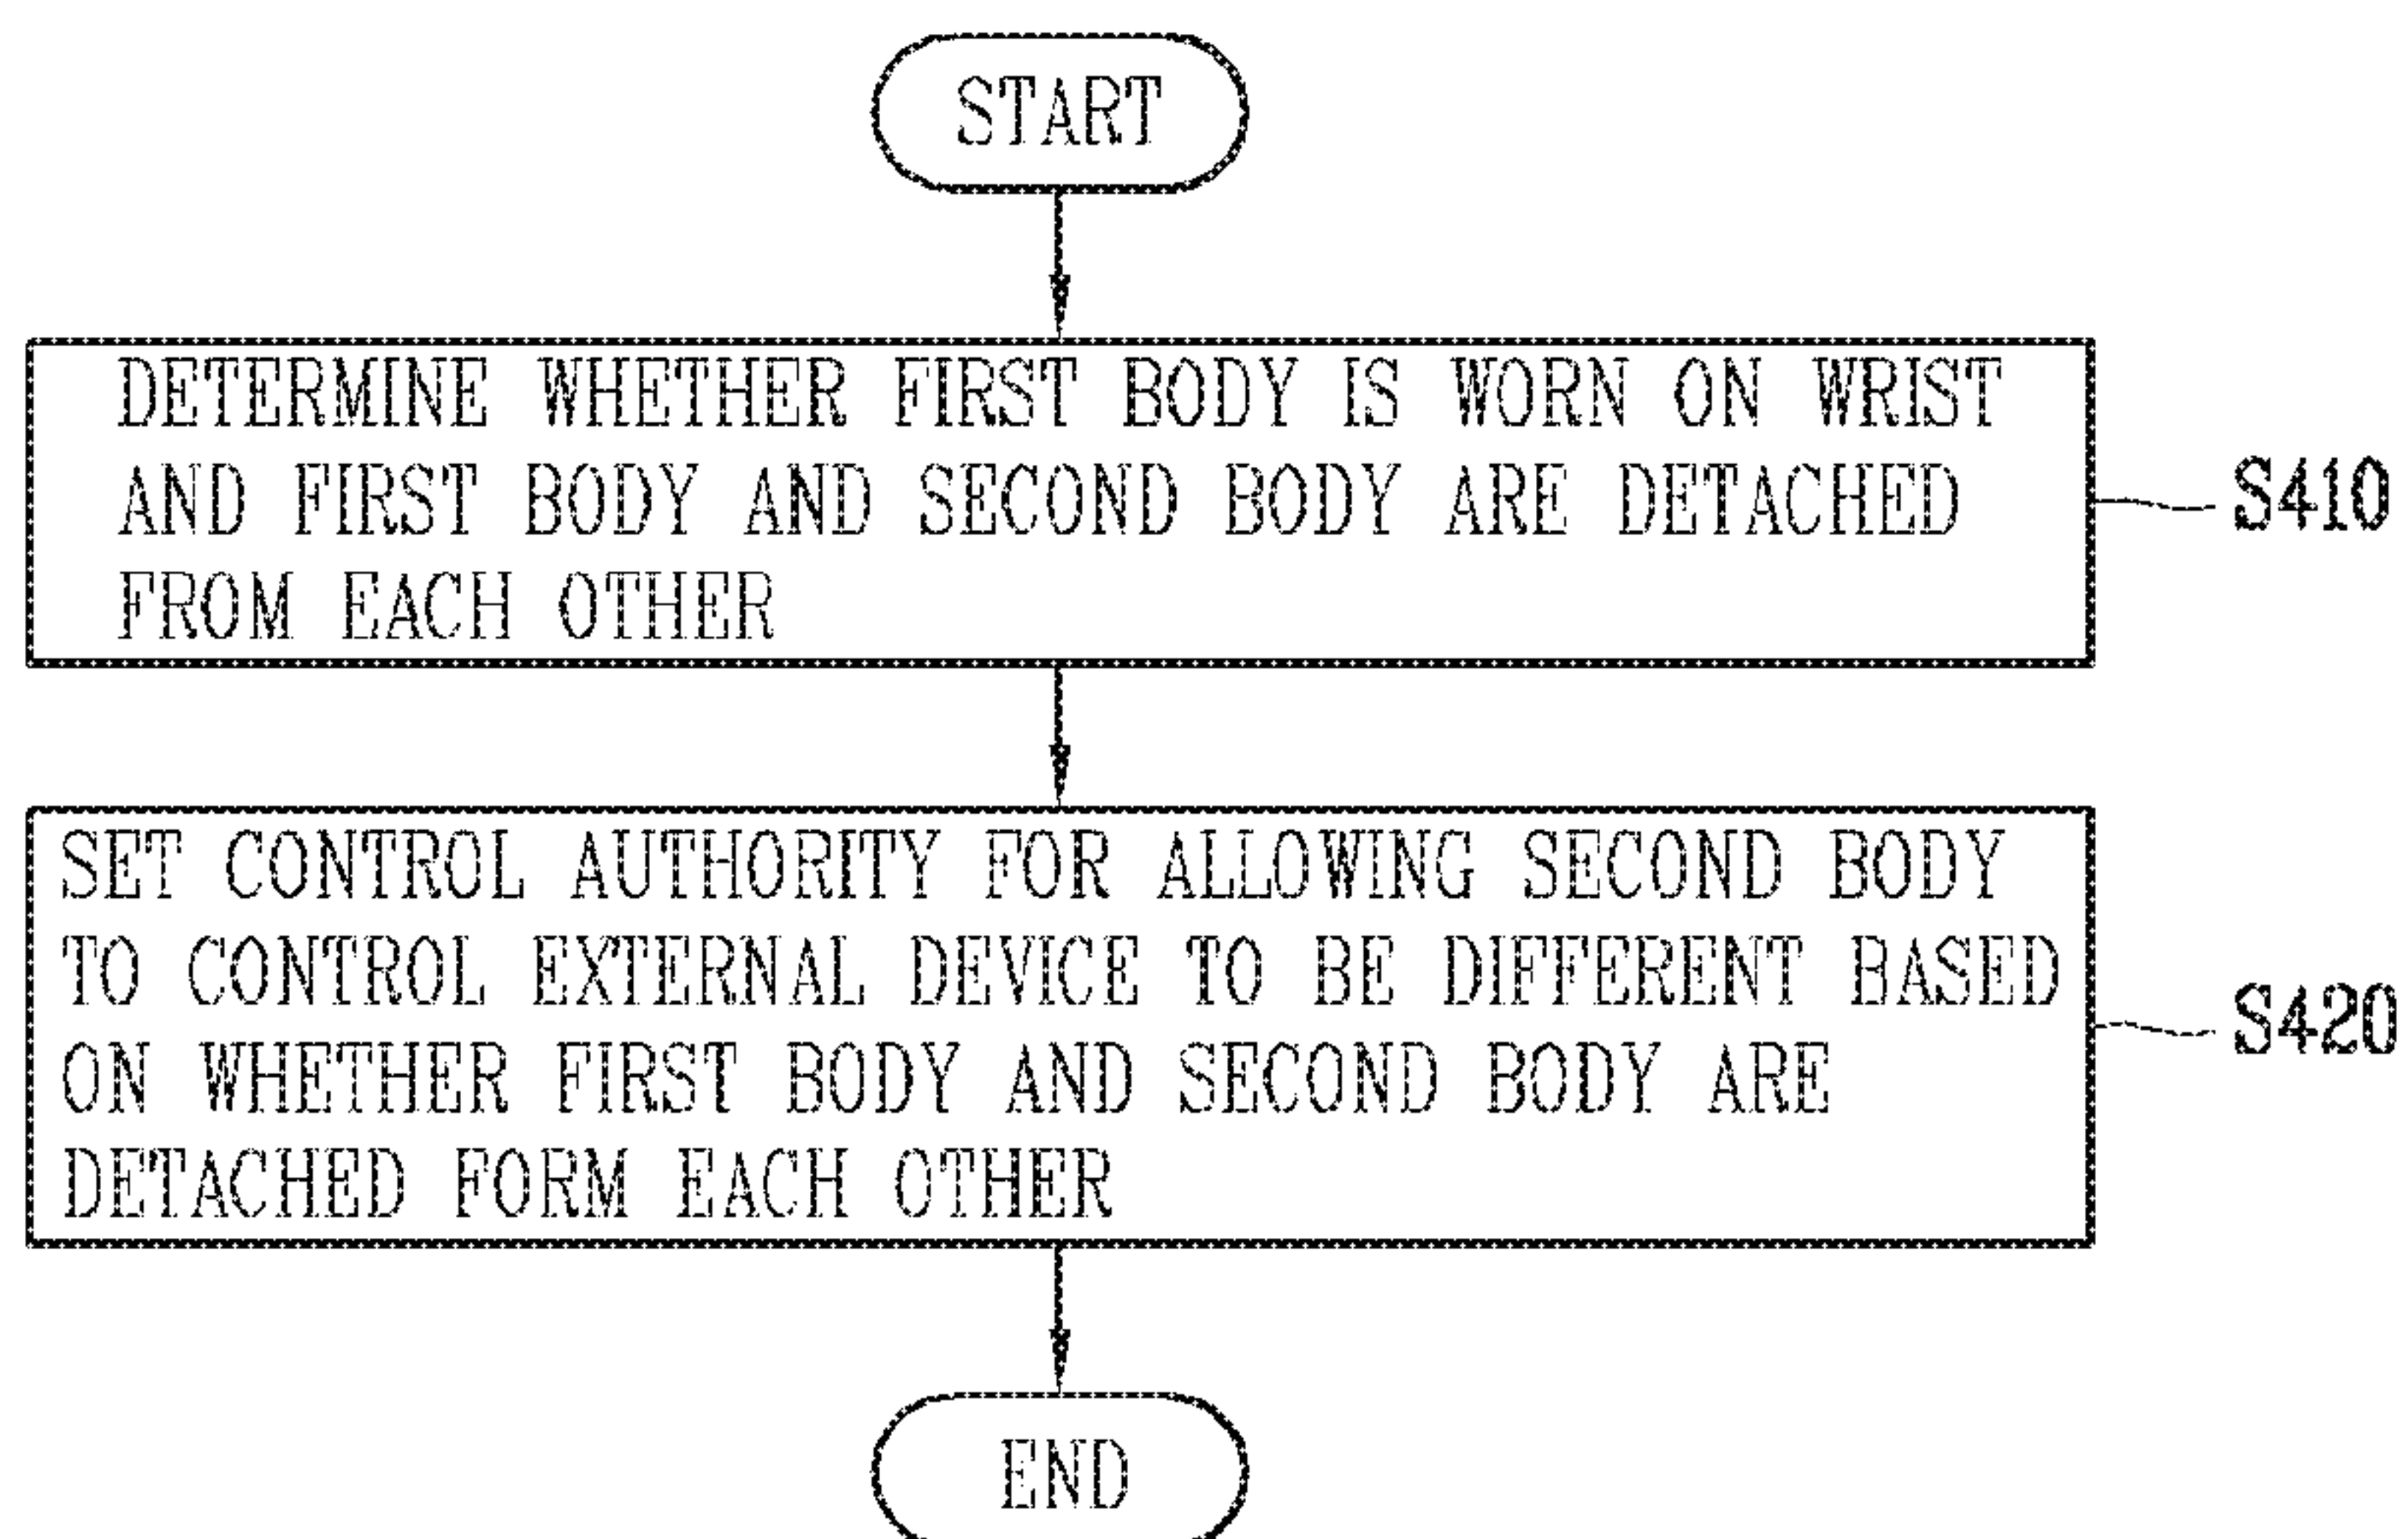 START
DETERMINE WHETHER FIRST BODY IS WORN ON WRIST
AND FIRST BODY AND SECOND BODY ARE DETACHED
FROM EACH OTHER
S410
SET CONTROL AUTHORITY FOR ALLOWING SECOND BODY
TO CONTROL EXTERNAL DEVICE TO BE DIFFERENT BASED
ON WHETHER FIRST BODY AND SECOND BODY ARE
DETACHED FORM EACH OTHER
S420
END